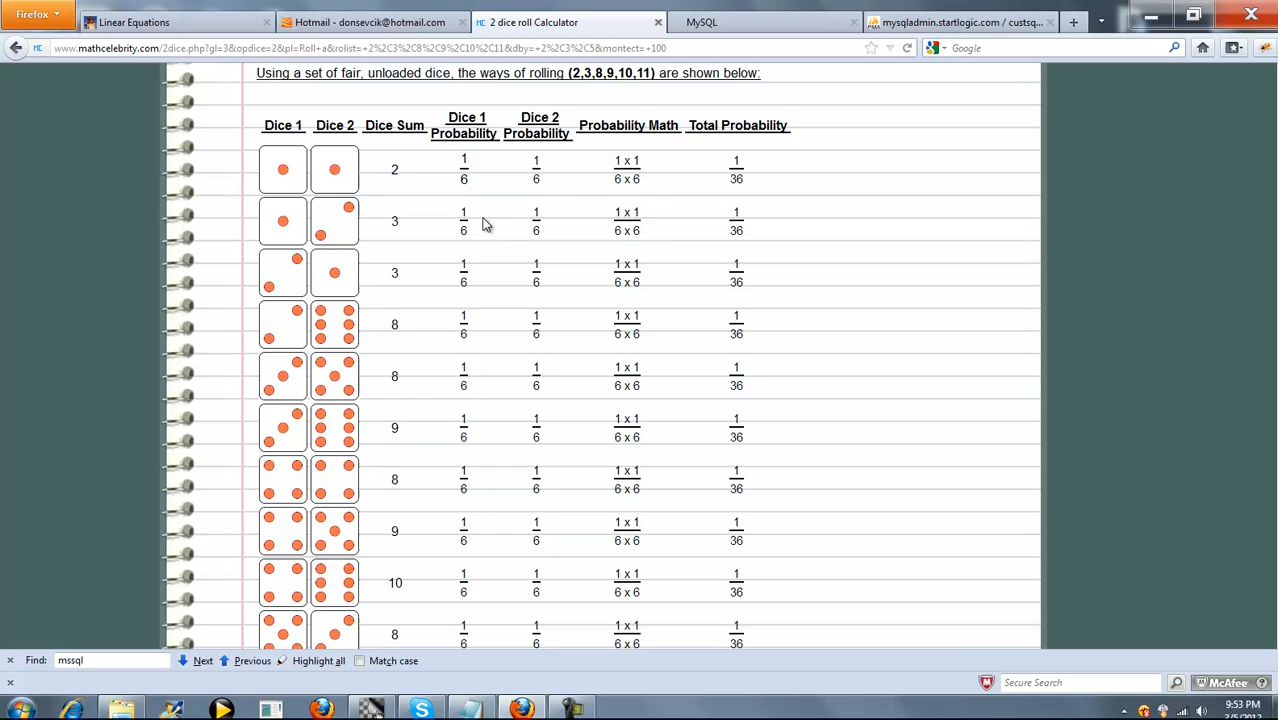 Firefox
Linear Equations
Hotmail - donsevcik@hotmail.com
2 dice roll Calculator
MySQL
mysqladmin.startlogic.com / custsq...
www.mathcelebrity.com/2dice.php?gl=3&opdice=2&pl=Roll+a&rolist=+2%2C3%2C8%2C9%2C10%2C11&dby=+2%2C3%2C5&montect=+100
Google
Using a set of fair, unloaded dice, the ways of rolling (2,3,8,9,10,11) are shown below:
Dice 1 Dice 2 Dice Sum Dice 1 Probability Dice 2 Probability Probability Math Total Probability
2 1/6 1/6 1 x 1/6 x 6 1/36
3 1/6 1/6 1 x 1/6 x 6 1/36
3 1/6 1/6 1 x 1/6 x 6 1/36
8 1/6 1/6 1 x 1/6 x 6 1/36
8 1/6 1/6 1 x 1/6 x 6 1/36
9 1/6 1/6 1 x 1/6 x 6 1/36
8 1/6 1/6 1 x 1/6 x 6 1/36
9 1/6 1/6 1 x 1/6 x 6 1/36
10 1/6 1/6 1 x 1/6 x 6 1/36
8 1/6 1/6 1 x 1/6 x 6 1/36
Find: mssql Next Previous Highlight all Match case
Secure Search McAfee
9:53 PM